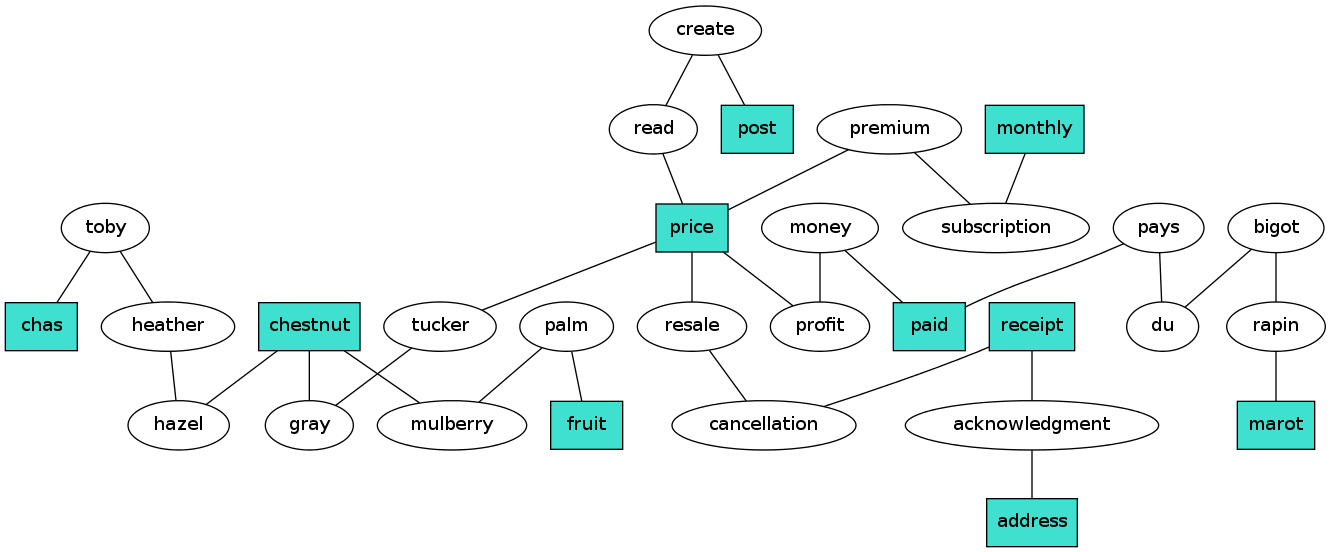 create
read
post
premium
monthly
toby
price
money
subscription
pays
bigot
chas
heather
chestnut
tucker
palm
resale
profit
paid
receipt
du
rapin
hazel
gray
mulberry
fruit
cancellation
acknowledgment
marot
address